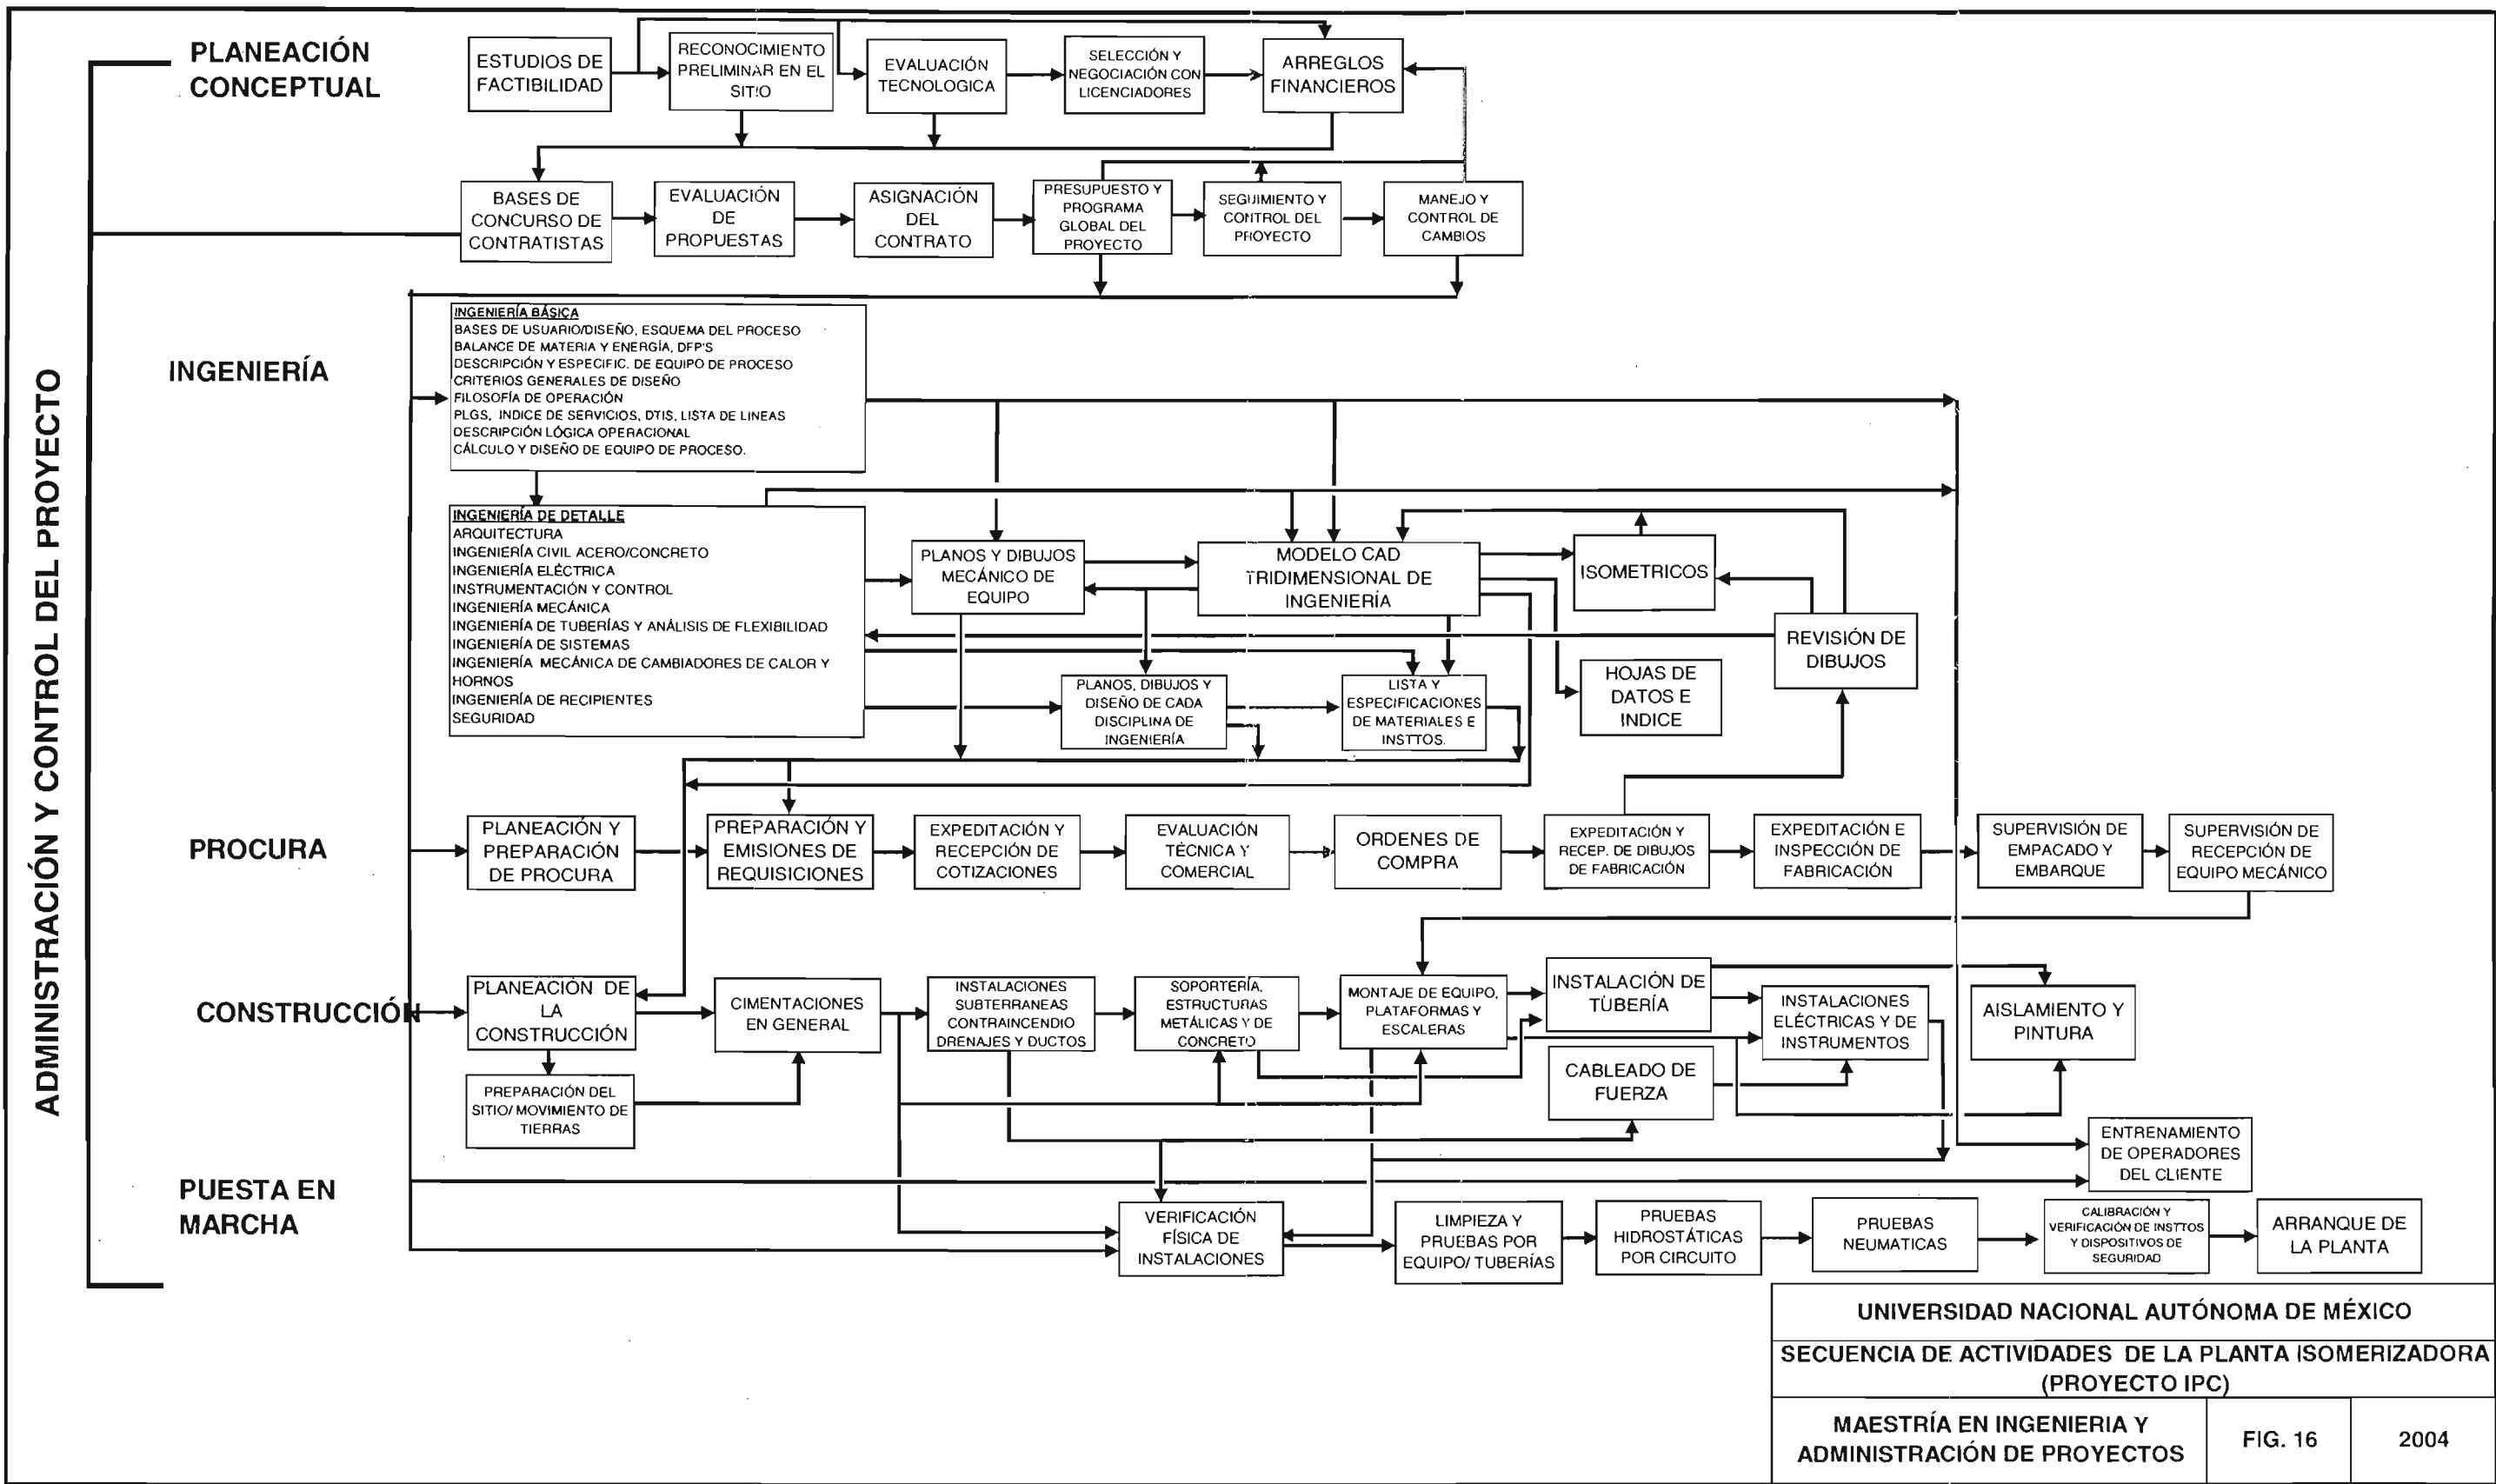 ADMINISTRACIÓN Y CONTROL DEL PROYECTO
PLANEACIÓN
CONCEPTUAL
ESTUDIOS DE
FACTIBILIDAD
RECONOCIMIENTO
PRELIMINAR EN EL
SITIO
EVALUACIÓN
TECNOLOGICA
SELECCIÓN Y
NEGOCIACIÓN CON
LICENCIADORES
ARREGLOS
FINANCIEROS
BASES DE
CONCURSO DE
CONTRATISTAS
EVALUACIÓN
DE
PROPUESTAS
ASIGNACIÓN
DEL
CONTRATO
PRESUPUESTO Y
PROGRAMA
GLOBAL DEL
PROYECTO
SEGUIMIENTO Y
CONTROL DEL
PROYECTO
MANEJO Y
CONTROL DE
CAMBIOS
INGENIERÍA
INGENIERÍA BÁSICA
BASES DE USUARIO/DISEÑO, ESQUEMA DEL PROCESO
BALANCE DE MATERIA Y ENERGÍA, DFP'S
DESCRIPCIÓN Y ESPECIFIC. DE EQUIPO DE PROCESO
CRITERIOS GENERALES DE DISEÑO
FILOSOFÍA DE OPERACIÓN
PLGS, INDICE DE SERVICIOS, DTIS, LISTA DE LINEAS
DESCRIPCIÓN LÓGICA OPERACIONAL
CÁLCULO Y DISEÑO DE EQUIPO DE PROCESO.
INGENIERÍA DE DETALLE
ARQUITECTURA
INGENIERÍA CIVIL ACERO/CONCRETO
INGENIERÍA ELÉCTRICA
INSTRUMENTACIÓN Y CONTROL
INGENIERÍA MECÁNICA
INGENIERÍA DE TUBERÍAS Y ANÁLISIS DE FLEXIBILIDAD
INGENIERÍA DE SISTEMAS
INGENIERÍA MECÁNICA DE CAMBIADORES DE CALOR Y
HORNOS
INGENIERÍA DE RECIPIENTES
SEGURIDAD
PLANOS Y DIBUJOS
MECÁNICO DE
EQUIPO
MODELO CAD
TRIDIMENSIONAL DE
INGENIERÍA
ISOMETRICOS
REVISIÓN DE
DIBUJOS
HOJAS DE
DATOS E
INDICE
PLANOS, DIBUJOS Y
DISEÑO DE CADA
DISCIPLINA DE
INGENIERÍA
LISTA Y
ESPECIFICACIONES
DE MATERIALES E
INSTTOS.
PROCURA
PLANEACIÓN Y
PREPARACIÓN
DE PROCURA
PREPARACIÓN Y
EMISIONES DE
REQUISICIONES
EXPEDITACIÓN Y
RECEPCIÓN DE
COTIZACIONES
EVALUACIÓN
TÉCNICA Y
COMERCIAL
ORDENES DE
COMPRA
EXPEDITACIÓN Y
RECEP. DE DIBUJOS
DE FABRICACIÓN
EXPEDITACIÓN E
INSPECCIÓN DE
FABRICACIÓN
SUPERVISIÓN DE
EMPACADO Y
EMBARQUE
SUPERVISIÓN DE
RECEPCIÓN DE
EQUIPO MECÁNICO
CONSTRUCCIÓN
PLANEACIÓN DE
LA
CONSTRUCCIÓN
CIMENTACIONES
EN GENERAL
INSTALACIONES
SUBTERRANEAS
CONTRAINCENDIO
DRENAJES Y DUCTOS
SOPORTERÍA,
ESTRUCTURAS
METÁLICAS Y DE
CONCRETO
MONTAJE DE EQUIPO,
PLATAFORMAS Y
ESCALERAS
INSTALACIÓN DE
TUBERÍA
INSTALACIONES
ELÉCTRICAS Y DE
INSTRUMENTOS
AISLAMIENTO Y
PINTURA
PREPARACIÓN DEL
SITIO/ MOVIMIENTO DE
TIERRAS
CABLEADO DE
FUERZA
ENTRENAMIENTO
DE OPERADORES
DEL CLIENTE
PUESTA EN
MARCHA
VERIFICACIÓN
FÍSICA DE
INSTALACIONES
LIMPIEZA Y
PRUEBAS POR
EQUIPO/ TUBERÍAS
PRUEBAS
HIDROSTÁTICAS
POR CIRCUITO
PRUEBAS
NEUMATICAS
CALIBRACIÓN Y
VERIFICACIÓN DE INSTTOS
Y DISPOSITIVOS DE
SEGURIDAD
ARRANQUE DE
LA PLANTA
UNIVERSIDAD NACIONAL AUTÓNOMA DE MÉXICO
SECUENCIA DE ACTIVIDADES DE LA PLANTA ISOMERIZADORA
(PROYECTO IPC)
MAESTRÍA EN INGENIERIA Y
ADMINISTRACIÓN DE PROYECTOS
FIG. 16
2004